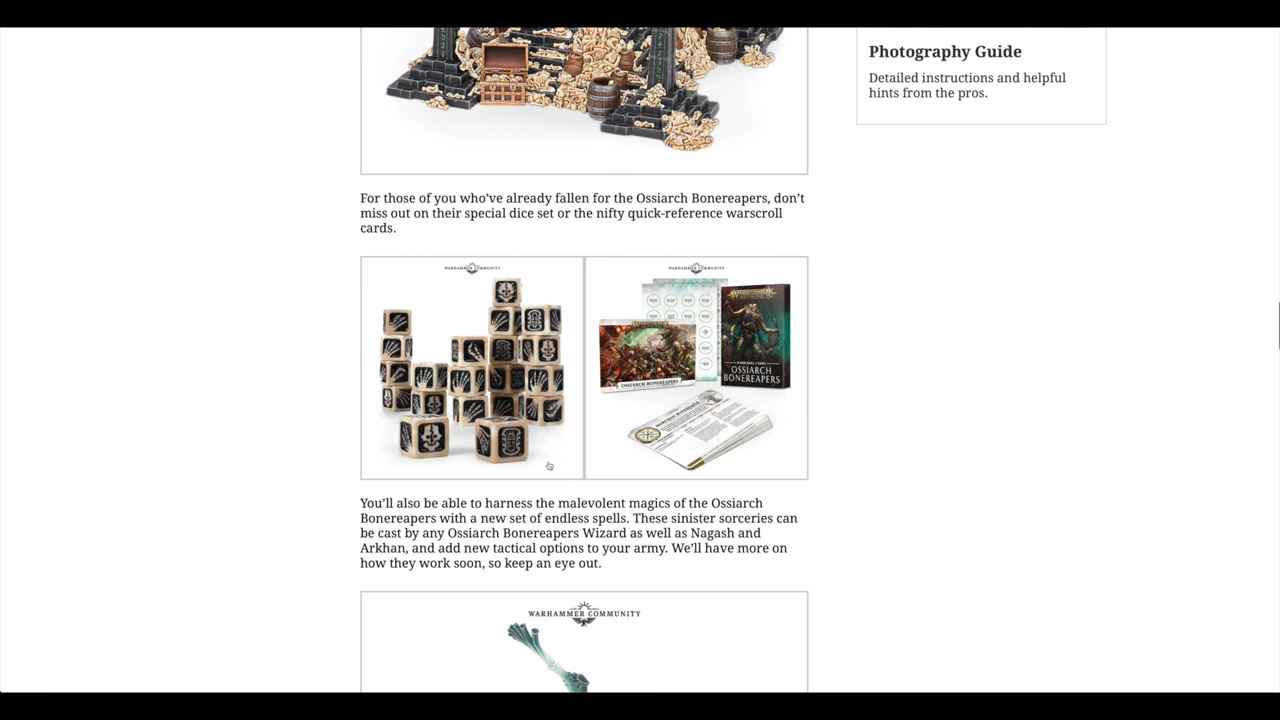 Photography Guide
Detailed instructions and helpful
hints from the pros.
For those of you who’ve already fallen for the Ossiarch Bonereapers, don’t
miss out on their special dice set or the nifty quick-reference warscroll
cards.
WARHAMMER COMMUNITY
WARHAMMER COMMUNITY
OSSIARCH BONEREAPERS
WARSCROLL CARDS
OSSIARCH
BONEREAPERS
You’ll also be able to harness the malevolent magics of the Ossiarch
Bonereapers with a new set of endless spells. These sinister sorceries can
be cast by any Ossiarch Bonereapers Wizard as well as Nagash and
Arkhan, and add new tactical options to your army. We’ll have more on
how they work soon, so keep an eye out.
WARHAMMER COMMUNITY